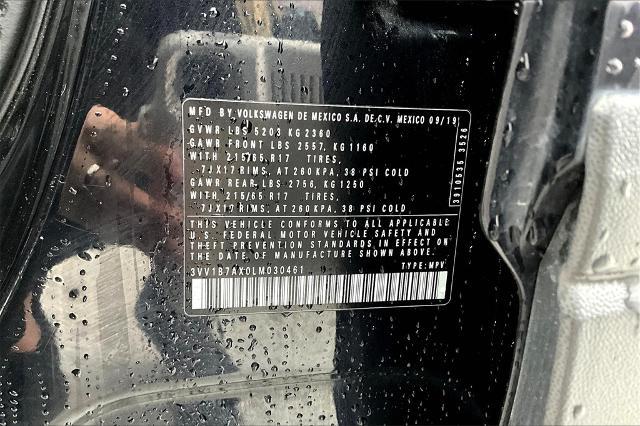 MFD BY VOLKSWAGEN DE MEXICO S.A. DE C.V. MEXICO 09/19
GVWR LBS 5203 KG 2360
GAWR FRONT LBS 2557, KG 1160
WITH 215/65 R17 TIRES,
7JX17 RIMS, AT 260 KPA, 38 PSI COLD
GAWR REAR LBS 2756, KG 1250
WITH 215/65 R17 TIRES,
7JX17 RIMS, AT 260 KPA, 38 PSI COLD
3910535 3526
THIS VEHICLE CONFORMS TO ALL APPLICABLE
U.S. FEDERAL MOTOR VEHICLE SAFETY AND
THEFT PREVENTION STANDARDS IN EFFECT ON
THE DATE OF MANUFACTURE SHOWN ABOVE.
3VV1B7AX0LM030461 TYPE: MPV